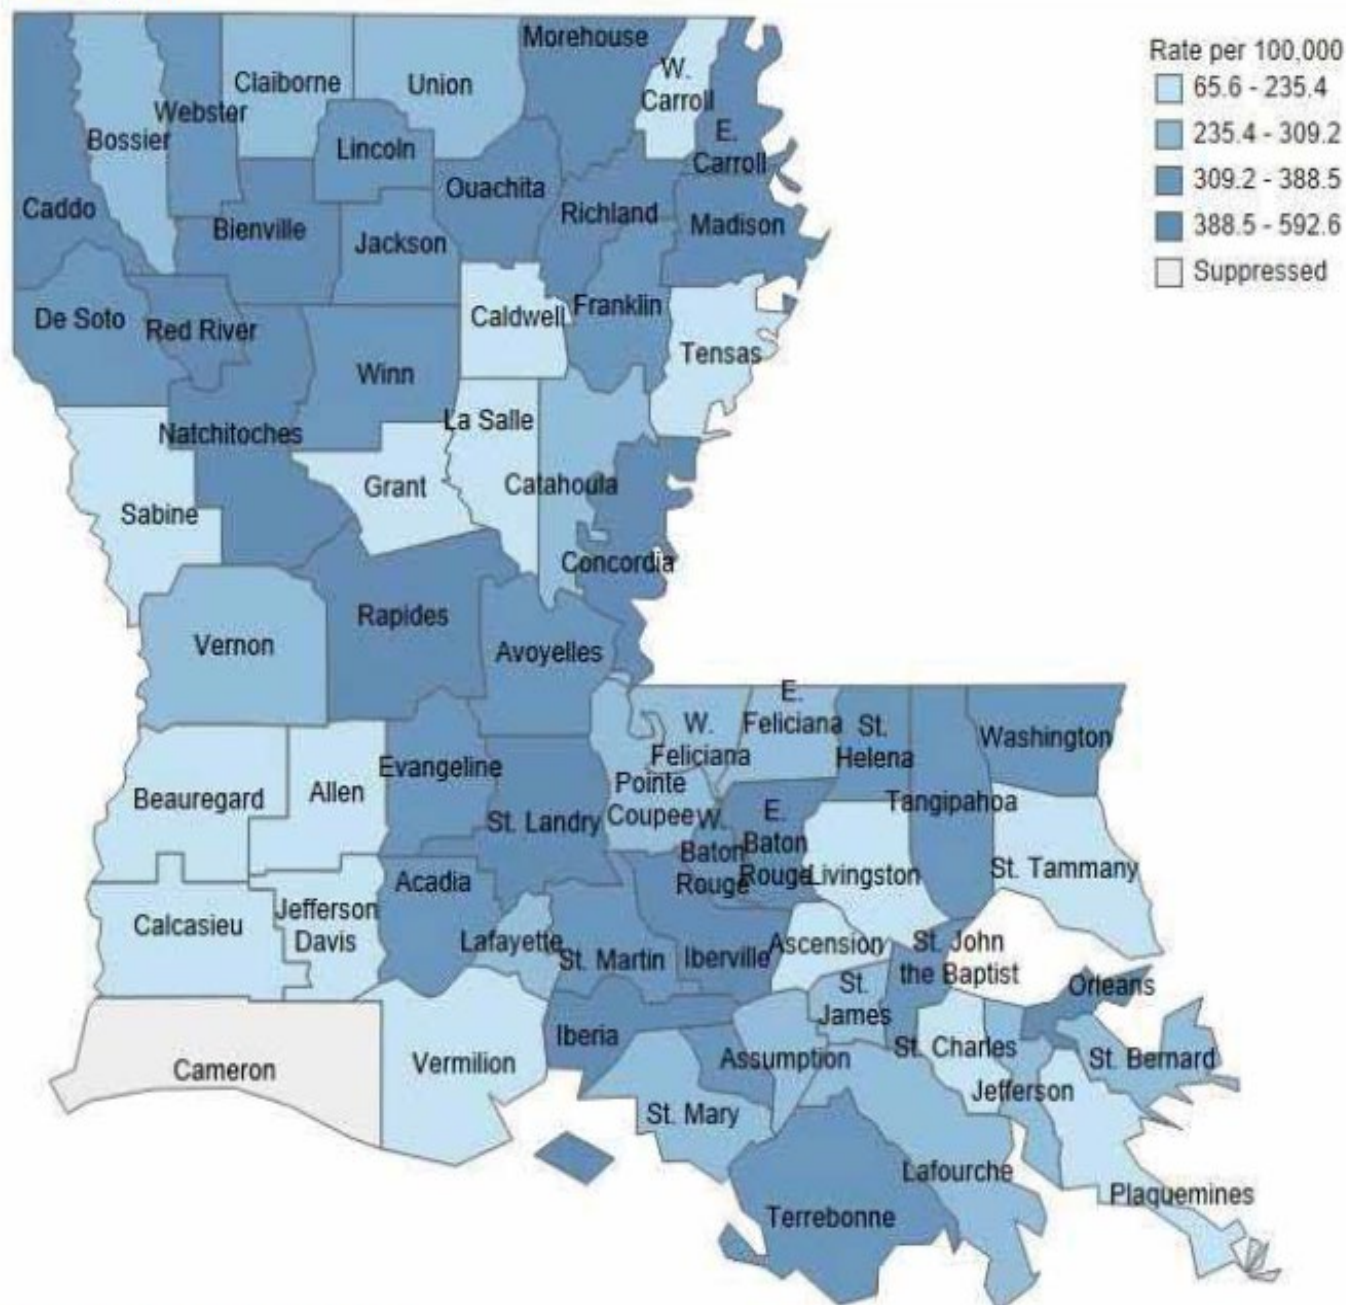 Rate per 100,000
65.6 - 235.4
235.4 - 309.2
309.2 - 388.5
388.5 - 592.6
Suppressed
Morehouse
W.
Carroll
Claiborne
Union
Webster
Bossier
E.
Carroll
Lincoln
Ouachita
Caddo
Richland
Madison
Bienville
Jackson
De Soto
Red River
Caldwell
Franklin
Tensas
Winn
La Salle
Natchitoches
Grant
Catahoula
Sabine
Concordia
Rapides
Vernon
Avoyelles
W.
Feliciana
E.
Feliciana
St.
Helena
Washington
Evangeline
Beauregard
Allen
Pointe
Coupee
Tangipahoa
St. Landry
W.
Baton
Rouge
E.
Baton
Rouge
Livingston
St. Tammany
Acadia
Calcasieu
Jefferson
Davis
Lafayette
St. Martin
Iberville
Ascension
St. John
the Baptist
Orleans
St.
James
Iberia
Cameron
Vermilion
Assumption
St. Charles
St. Bernard
Jefferson
St. Mary
Lafourche
Plaquemines
Terrebonne